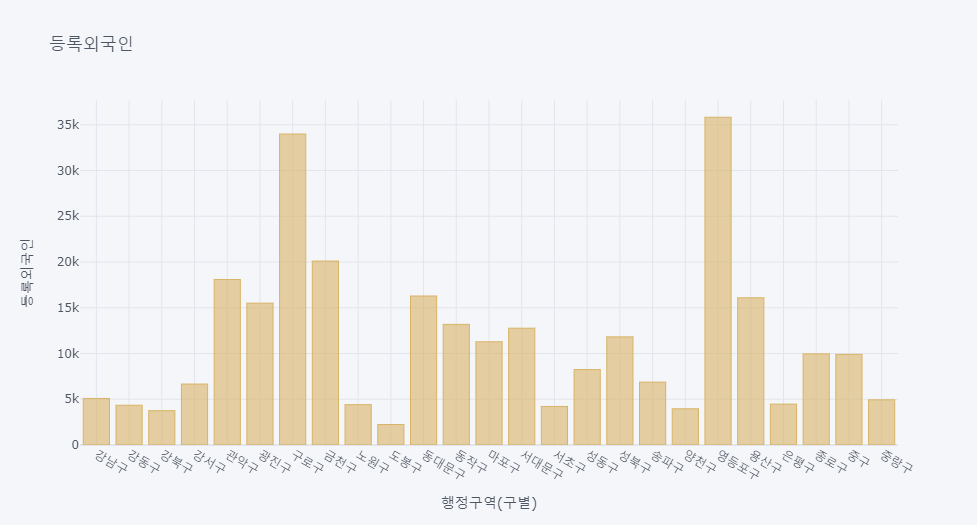 등록외국인
35k
30k
25k
20k
15k
10k
5k
0
등록외국인
강남구
강동구
강북구
강서구
관악구
광진구
구로구
금천구
노원구
도봉구
동대문구
동작구
마포구
서대문구
서초구
성동구
성북구
송파구
양천구
영등포구
용산구
은평구
종로구
중구
중랑구
행정구역(구별)